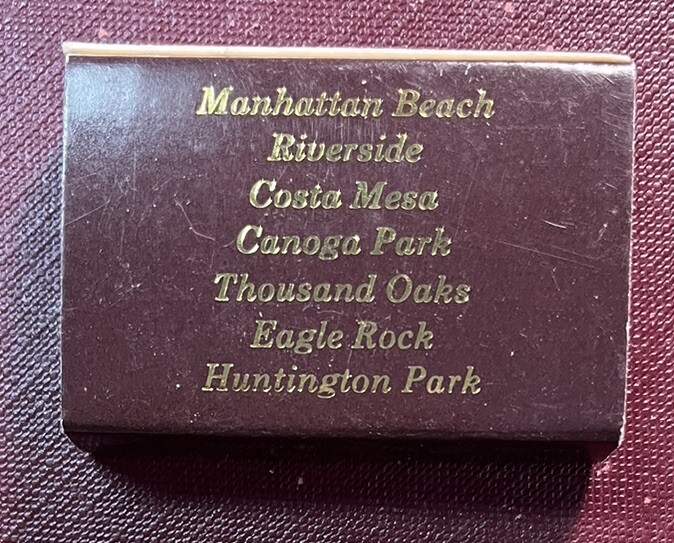 Manhattan Beach
Riverside
Costa Mesa
Canoga Park
Thousand Oaks
Eagle Rock
Huntington Park